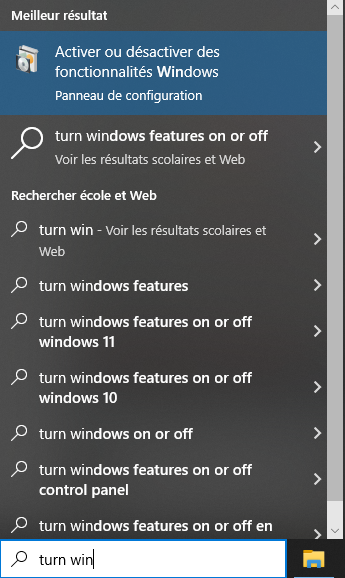 Meilleur résultat
Activer ou désactiver des
fonctionnalités Windows
Panneau de configuration
turn windows features on or off
Voir les résultats scolaires et Web
Rechercher école et Web
turn win - Voir les résultats scolaires et
Web
turn windows features
turn windows features on or off
windows 11
turn windows features on or off
windows 10
turn windows on or off
turn windows features on or off
control panel
turn windows features on or off en
turn win